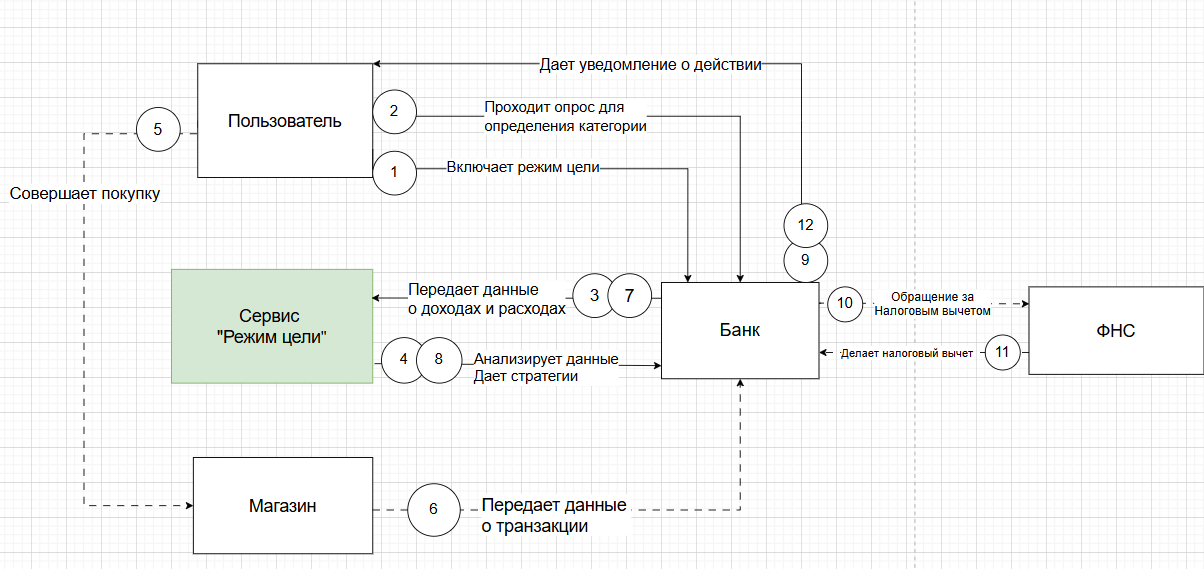 Дает уведомление о действии
Пользователь
2
Проходит опрос для
определения категории
5
1
Включает режим цели
Совершает покупку
12
9
Сервис
"Режим цели"
Передает данные
о доходах и расходах
3
7
Банк
10
Обращение за
Налоговым вычетом
ФНС
4
8
Анализирует данные
Дает стратегии
Делает налоговый вычет
11
Магазин
6
Передает данные
о транзакции